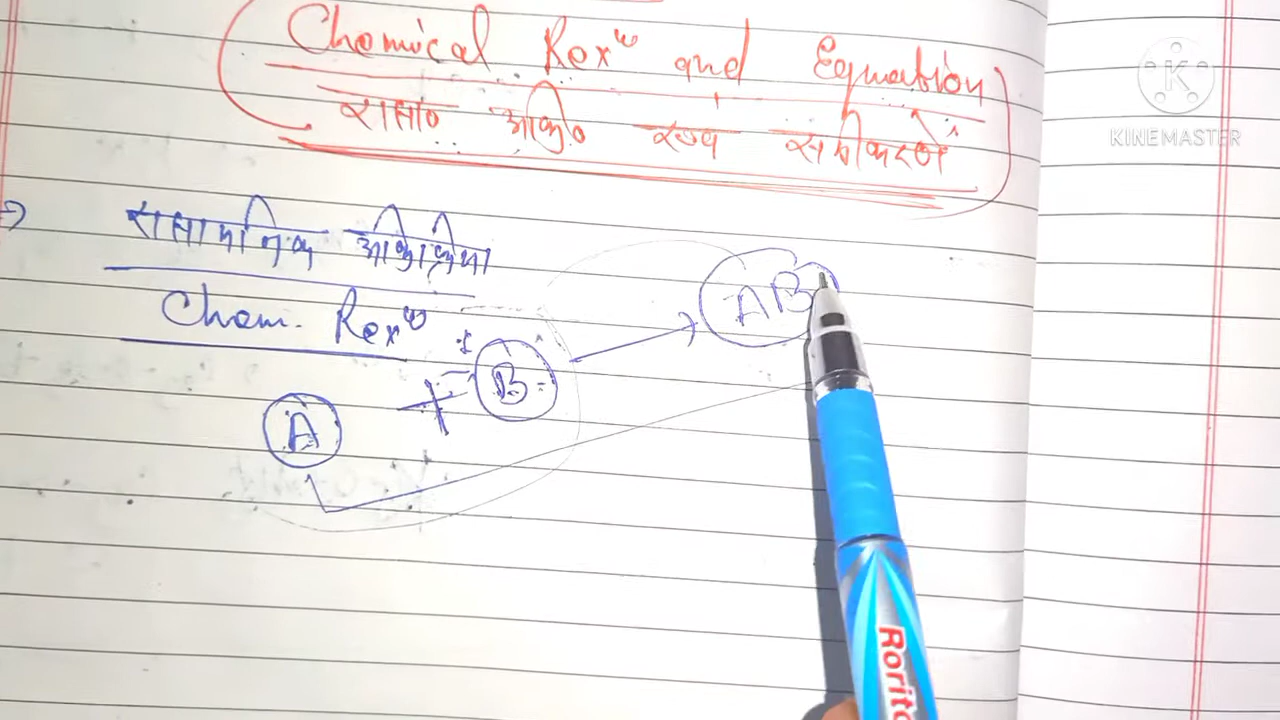 Chemical Rexⁿ and Equation
रासा० अभि० एवं समीकरणे
KINEMASTER
रासायनिक अभिक्रिया
Chem. Rexⁿ
A + B → AB
Rorito